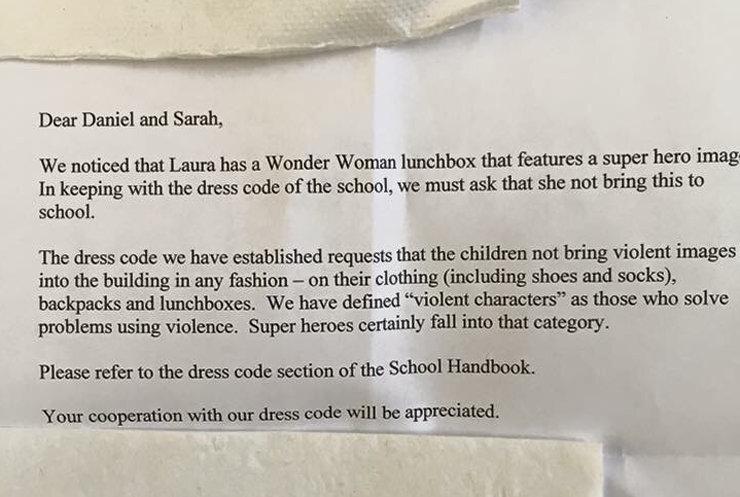 Dear Daniel and Sarah,
We noticed that Laura has a Wonder Woman lunchbox that features a super hero imag
In keeping with the dress code of the school, we must ask that she not bring this to
school.
The dress code we have established requests that the children not bring violent images
into the building in any fashion – on their clothing (including shoes and socks),
backpacks and lunchboxes.  We have defined “violent characters” as those who solve
problems using violence.  Super heroes certainly fall into that category.
Please refer to the dress code section of the School Handbook.
Your cooperation with our dress code will be appreciated.